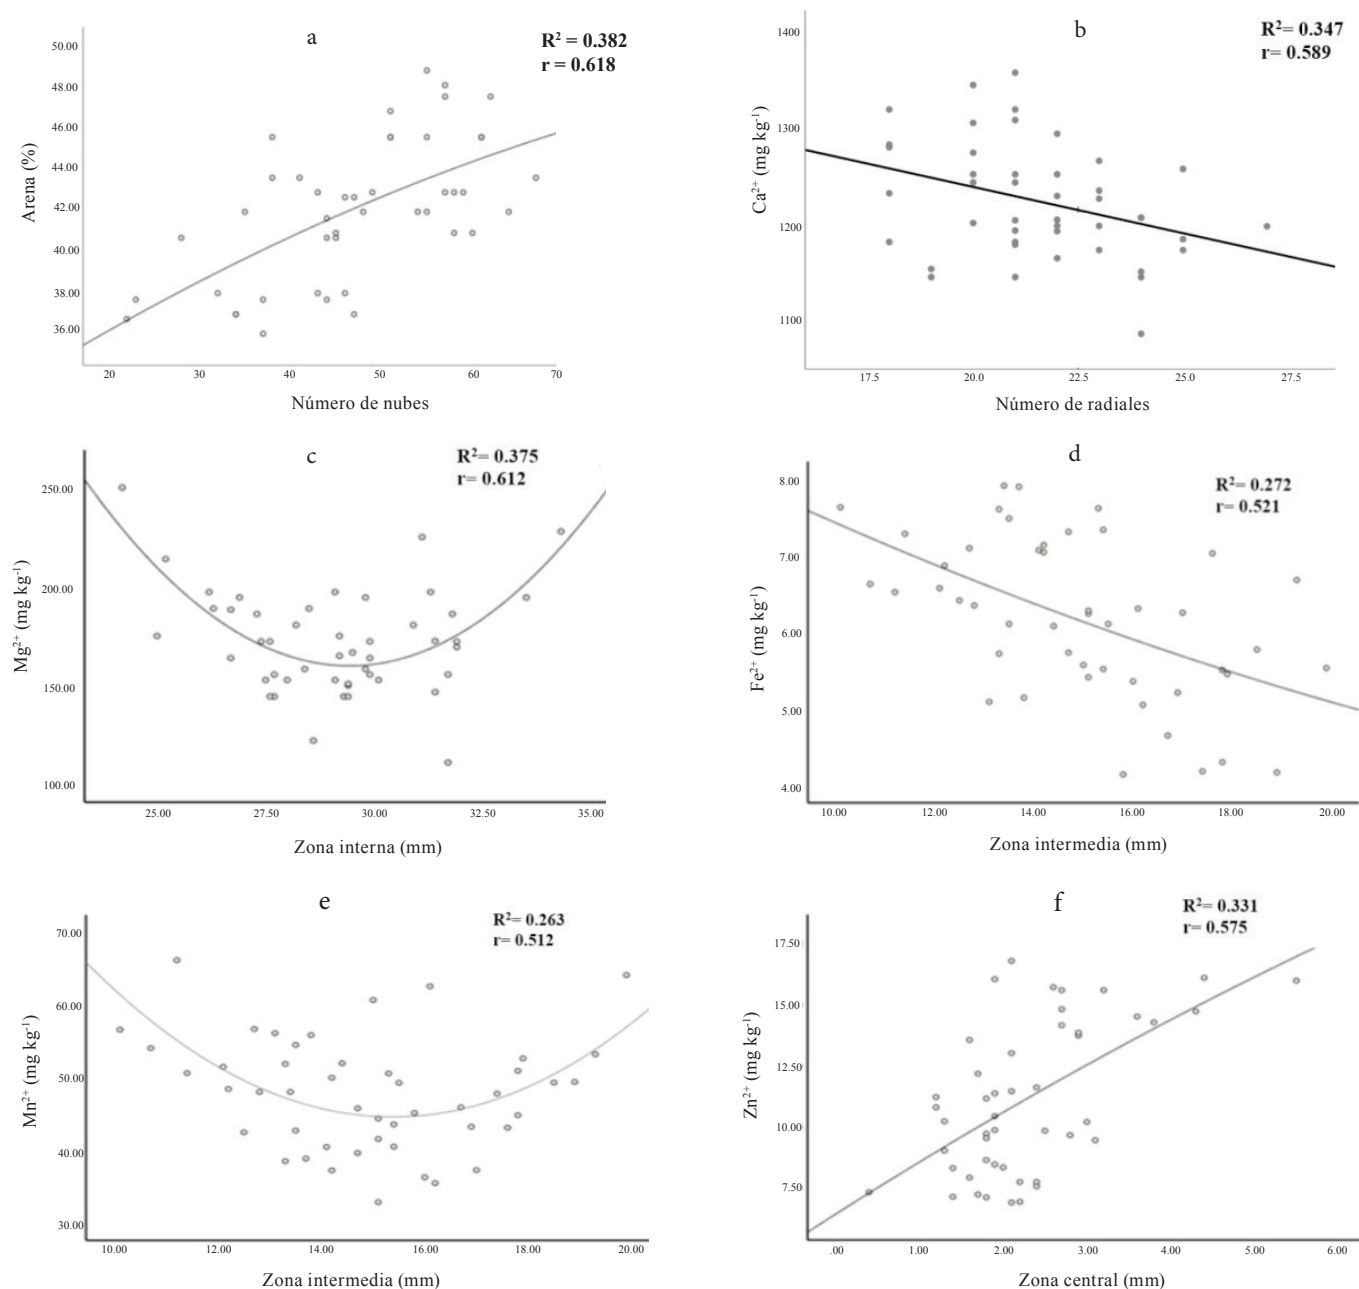 a
R² = 0.382
r = 0.618
Arena (%)
50.00
48.00
46.00
44.00
42.00
40.00
38.00
36.00
20 30 40 50 60 70
Número de nubes
b
R²= 0.347
r= 0.589
Ca²⁺ (mg kg⁻¹)
1400
1300
1200
1100
17.5 20.0 22.5 25.0 27.5
Número de radiales
c
R²= 0.375
r= 0.612
Mg²⁺ (mg kg⁻¹)
250.00
200.00
150.00
100.00
25.00 27.50 30.00 32.50 35.00
Zona interna (mm)
d
R²= 0.272
r= 0.521
Fe²⁺ (mg kg⁻¹)
8.00
7.00
6.00
5.00
4.00
10.00 12.00 14.00 16.00 18.00 20.00
Zona intermedia (mm)
e
R²= 0.263
r= 0.512
Mn²⁺ (mg kg⁻¹)
70.00
60.00
50.00
40.00
30.00
10.00 12.00 14.00 16.00 18.00 20.00
Zona intermedia (mm)
f
R²= 0.331
r= 0.575
Zn²⁺ (mg kg⁻¹)
17.50
15.00
12.50
10.00
7.50
.00 1.00 2.00 3.00 4.00 5.00 6.00
Zona central (mm)